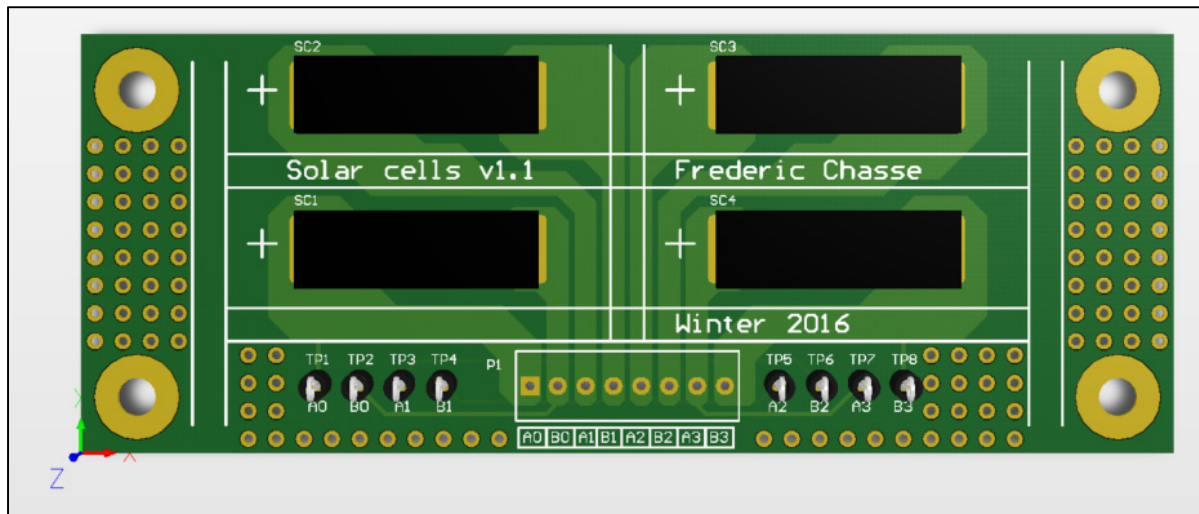 SC2 SC3
+ +
Solar cells v1.1 Frederic Chasse
SC1 SC4
+ +
Winter 2016
TP1 TP2 TP3 TP4 P1 TP5 TP6 TP7 TP8
A0 B0 A1 B1 A2 B2 A3 B3
A0 B0 A1 B1 A2 B2 A3 B3
Y
Z X